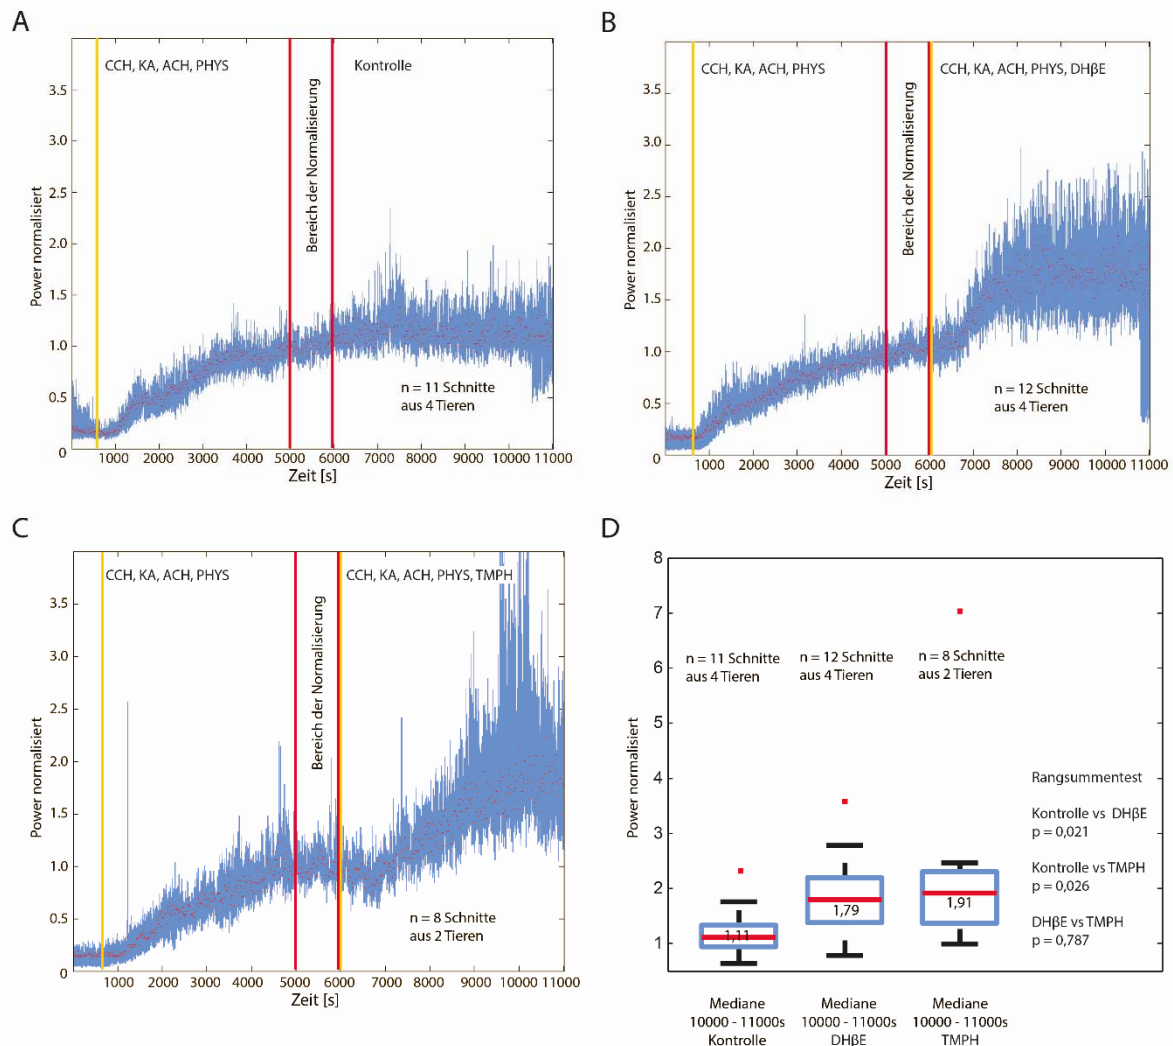 A
CCH, KA, ACH, PHYS
Kontrolle
Bereich der Normalisierung
Power normalisiert
3.5
3.0
2.5
2.0
1.5
1.0
0.5
0
n = 11 Schnitte
aus 4 Tieren
1000 2000 3000 4000 5000 6000 7000 8000 9000 10000 11000
Zeit [s]
B
CCH, KA, ACH, PHYS
CCH, KA, ACH, PHYS, DHβE
Bereich der Normalisierung
Power normalisiert
3.5
3.0
2.5
2.0
1.5
1.0
0.5
0
n = 12 Schnitte
aus 4 Tieren
1000 2000 3000 4000 5000 6000 7000 8000 9000 10000 11000
Zeit [s]
C
CCH, KA, ACH, PHYS
CCH, KA, ACH, PHYS, TMPH
Bereich der Normalisierung
Power normalisiert
3.5
3.0
2.5
2.0
1.5
1.0
0.5
0
n = 8 Schnitte
aus 2 Tieren
1000 2000 3000 4000 5000 6000 7000 8000 9000 10000 11000
Zeit [s]
D
Power normalisiert
8
7
6
5
4
3
2
1
n = 11 Schnitte
aus 4 Tieren
n = 12 Schnitte
aus 4 Tieren
n = 8 Schnitte
aus 2 Tieren
1,11
1,79
1,91
Rangsummentest
Kontrolle vs DHβE
p = 0,021
Kontrolle vs TMPH
p = 0,026
DHβE vs TMPH
p = 0,787
Mediane
10000 - 11000s
Kontrolle
Mediane
10000 - 11000s
DHβE
Mediane
10000 - 11000s
TMPH